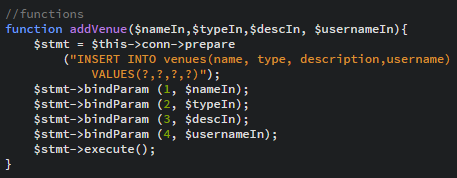 //functions
function addVenue($nameIn,$typeIn,$descIn, $usernameIn){
$stmt = $this->conn->prepare
("INSERT INTO venues(name, type, description,username)
VALUES(?,?,?,?)");
$stmt->bindParam (1, $nameIn);
$stmt->bindParam (2, $typeIn);
$stmt->bindParam (3, $descIn);
$stmt->bindParam (4, $usernameIn);
$stmt->execute();
}